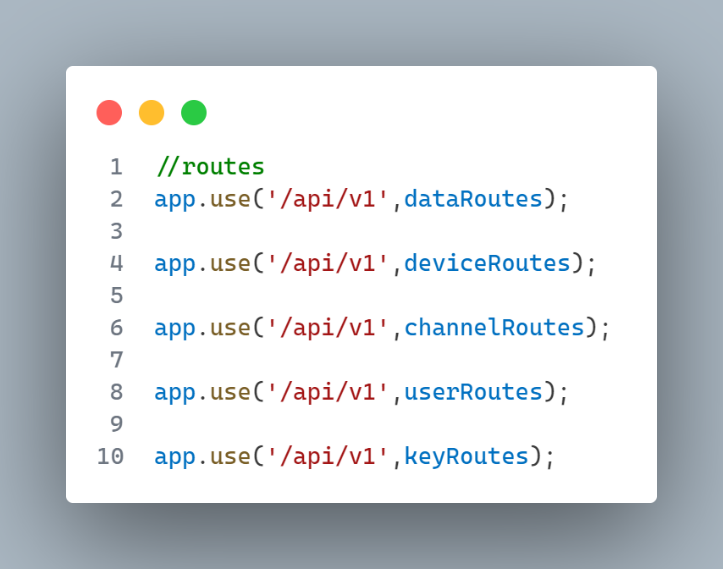 1 //routes
2 app.use('/api/v1',dataRoutes);
3
4 app.use('/api/v1',deviceRoutes);
5
6 app.use('/api/v1',channelRoutes);
7
8 app.use('/api/v1',userRoutes);
9
10 app.use('/api/v1',keyRoutes);